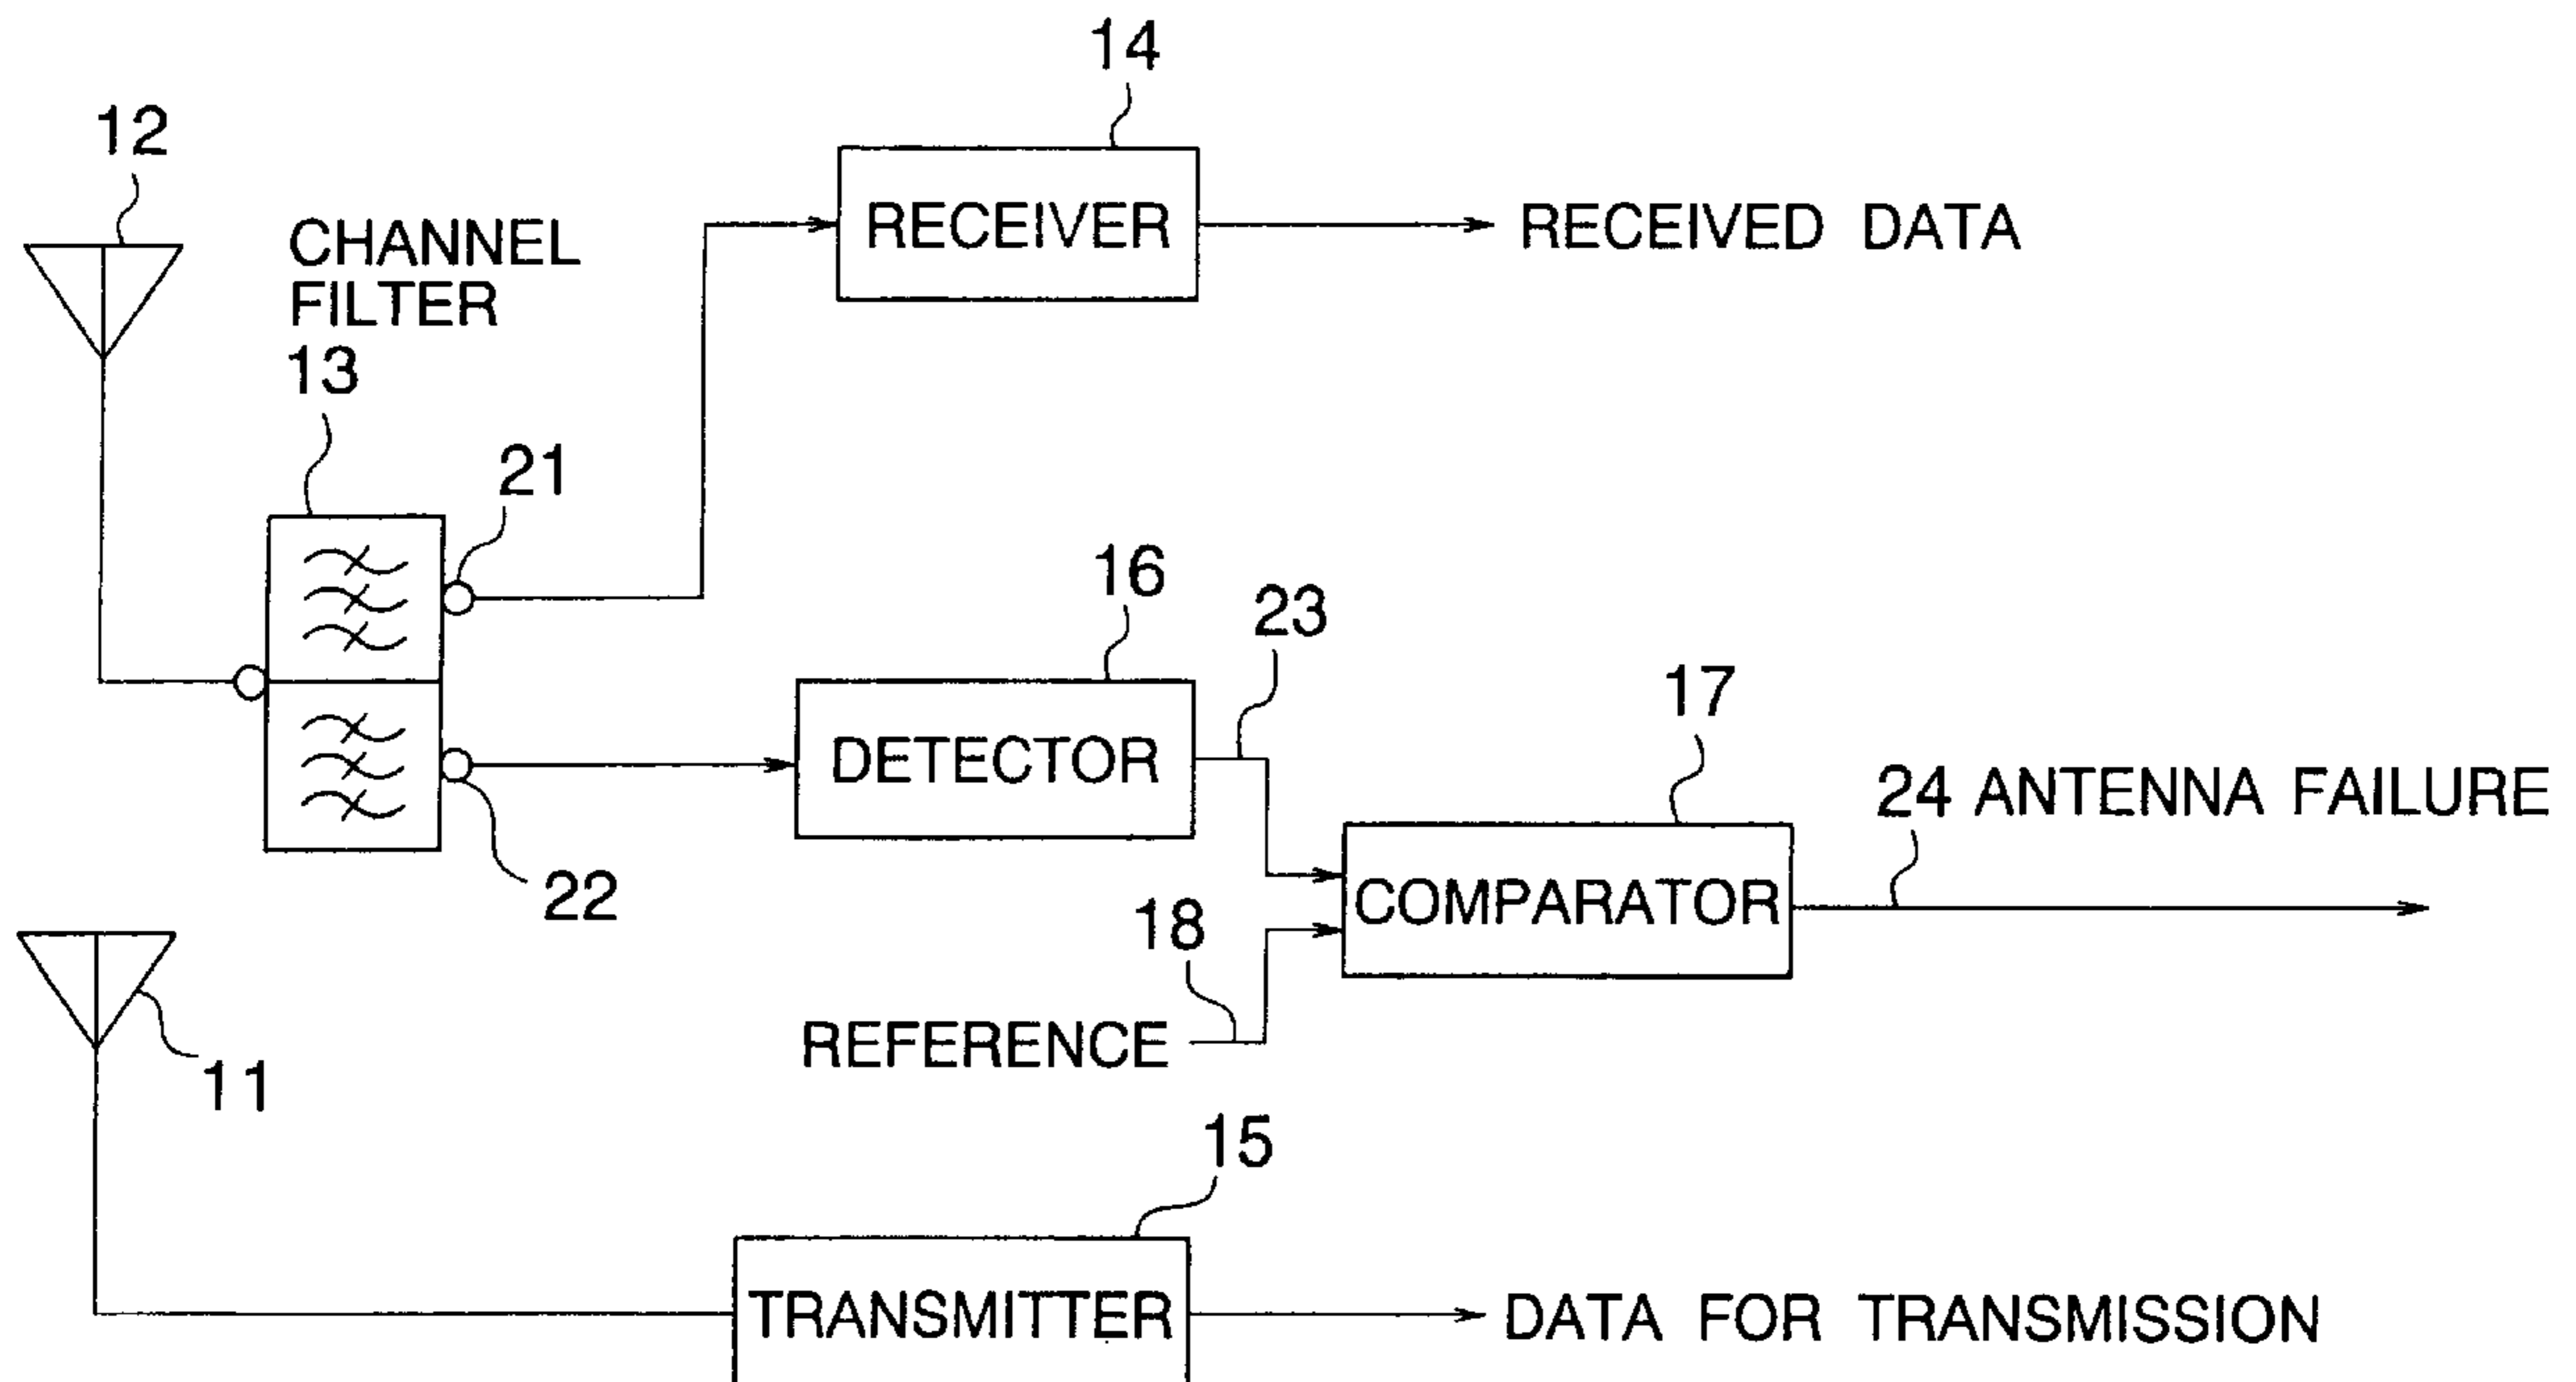 14
12
RECEIVER
RECEIVED DATA
CHANNEL
FILTER
13
21
16
23
17
DETECTOR
24 ANTENNA FAILURE
22
COMPARATOR
18
REFERENCE
11
15
TRANSMITTER
DATA FOR TRANSMISSION